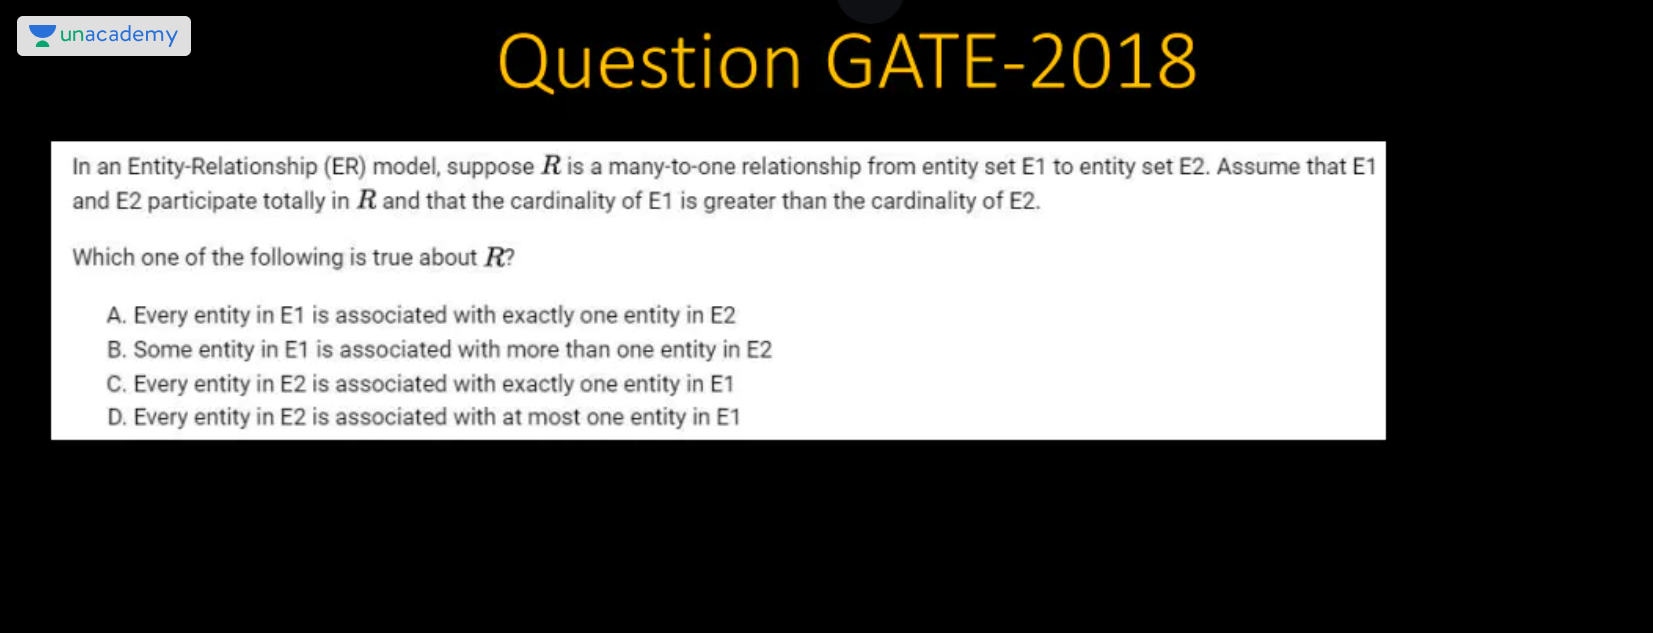 unacademy
Question GATE-2018
In an Entity-Relationship (ER) model, suppose R is a many-to-one relationship from entity set E1 to entity set E2. Assume that E1
and E2 participate totally in R and that the cardinality of E1 is greater than the cardinality of E2.
Which one of the following is true about R?
A. Every entity in E1 is associated with exactly one entity in E2
B. Some entity in E1 is associated with more than one entity in E2
C. Every entity in E2 is associated with exactly one entity in E1
D. Every entity in E2 is associated with at most one entity in E1